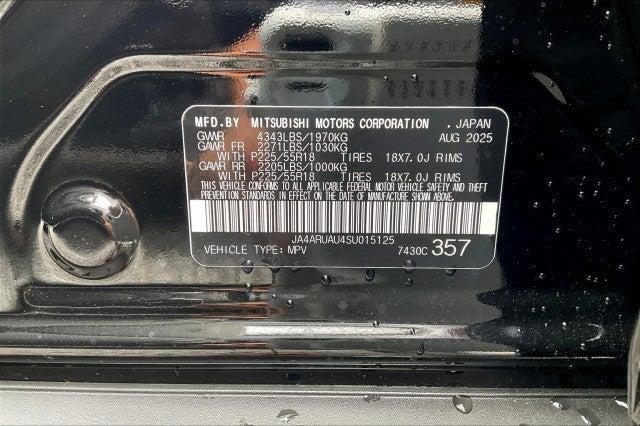 MFD.BY MITSUBISHI MOTORS CORPORATION , JAPAN
GVWR 4343LBS/1970KG AUG 2025
GAWR FR 2271LBS/1030KG
WITH P225/55R18 TIRES 18X7.0J RIMS
GAWR RR 2205LBS/1000KG
WITH P225/55R18 TIRES 18X7.0J RIMS
THIS VEHICLE CONFORMS TO ALL APPLICABLE FEDERAL MOTOR VEHICLE SAFETY AND THEFT
PREVENTION STANDARDS IN EFFECT ON THE DATE OF MANUFACTURE SHOWN ABOVE.
JA4ARUAU4SU015125
VEHICLE TYPE: MPV 7430C 357